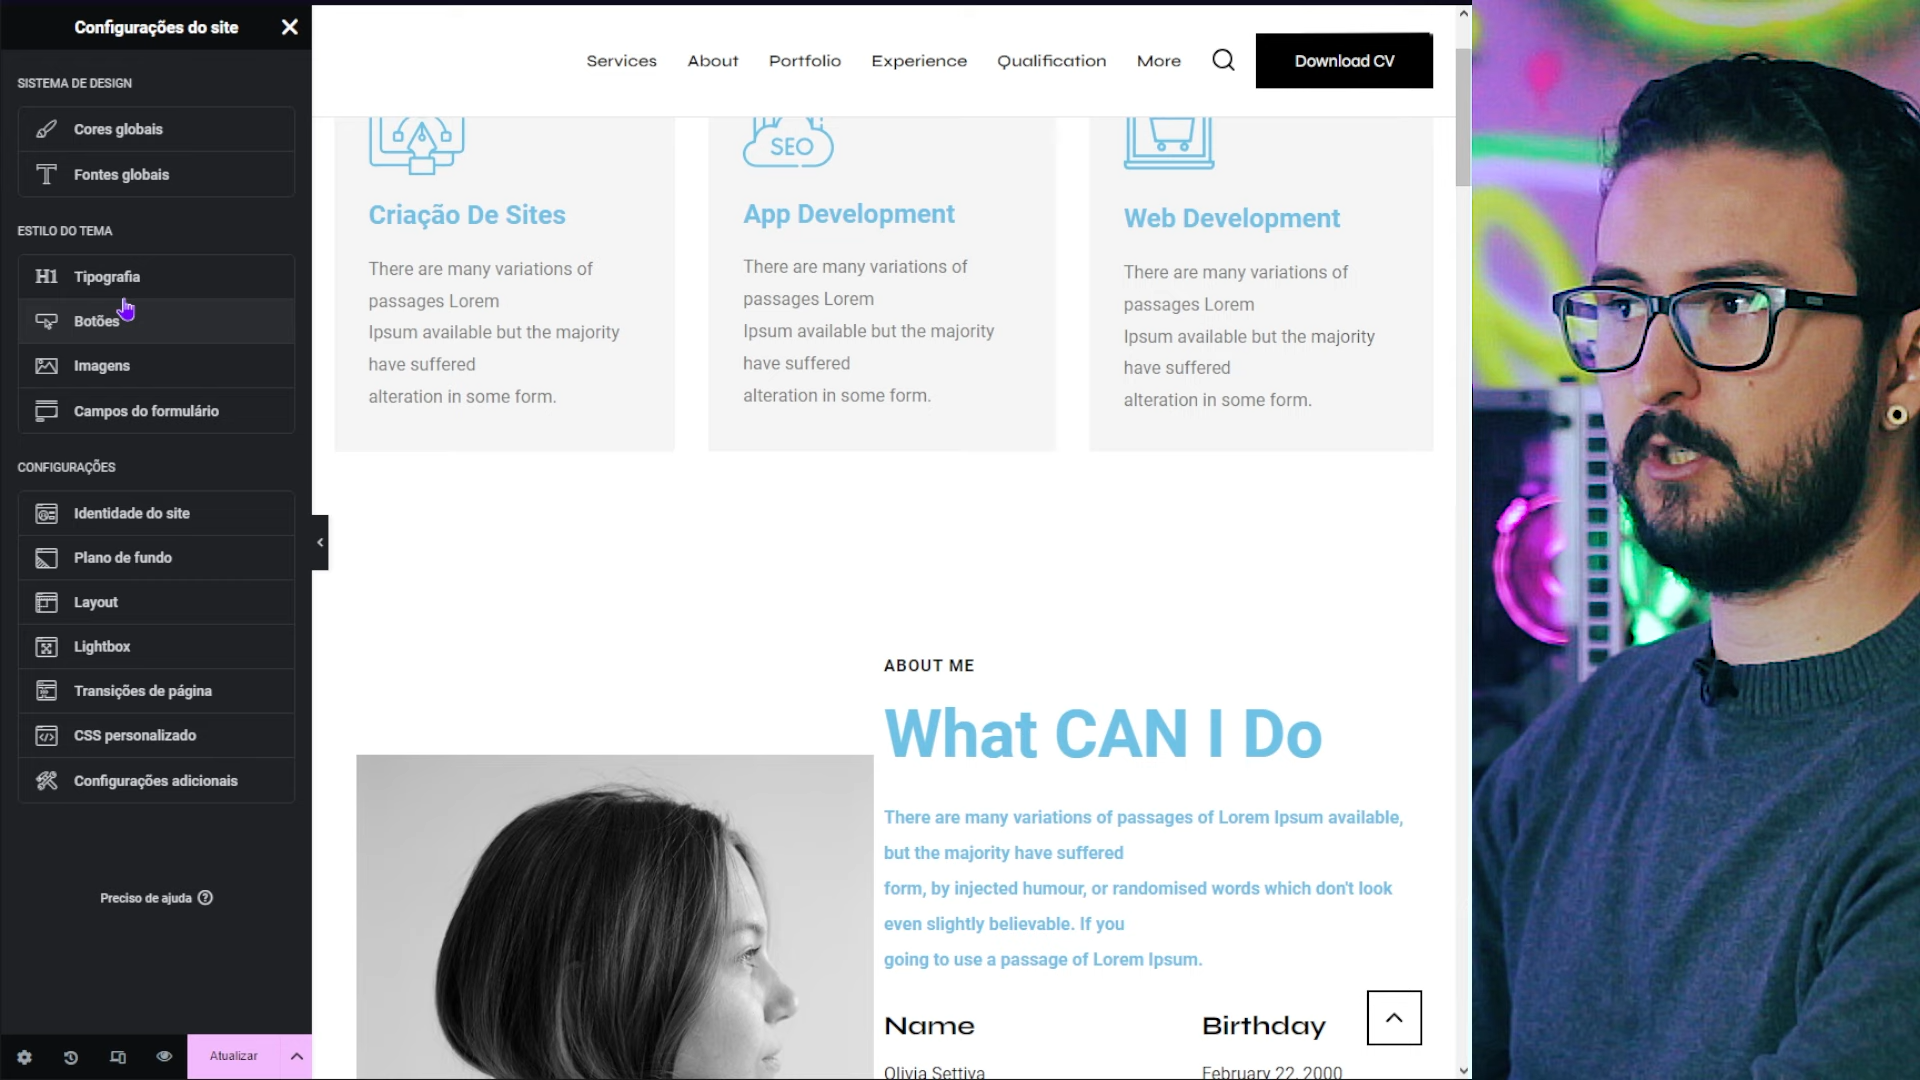 Configurações do site
SISTEMA DE DESIGN
Cores globais
Fontes globais
ESTILO DO TEMA
H1 Tipografia
Botões
Imagens
Campos do formulário
CONFIGURAÇÕES
Identidade do site
Plano de fundo
Layout
Lightbox
Transições de página
CSS personalizado
Configurações adicionais
Preciso de ajuda
Atualizar
Services About Portfolio Experience Qualification More Download CV
Criação De Sites
There are many variations of
passages Lorem
Ipsum available but the majority
have suffered
alteration in some form.
SEO
App Development
There are many variations of
passages Lorem
Ipsum available but the majority
have suffered
alteration in some form.
Web Development
There are many variations of
passages Lorem
Ipsum available but the majority
have suffered
alteration in some form.
ABOUT ME
What CAN I Do
There are many variations of passages of Lorem Ipsum available,
but the majority have suffered
form, by injected humour, or randomised words which don't look
even slightly believable. If you
going to use a passage of Lorem Ipsum.
Name
Olivia Settiva
Birthday
February 22, 2000